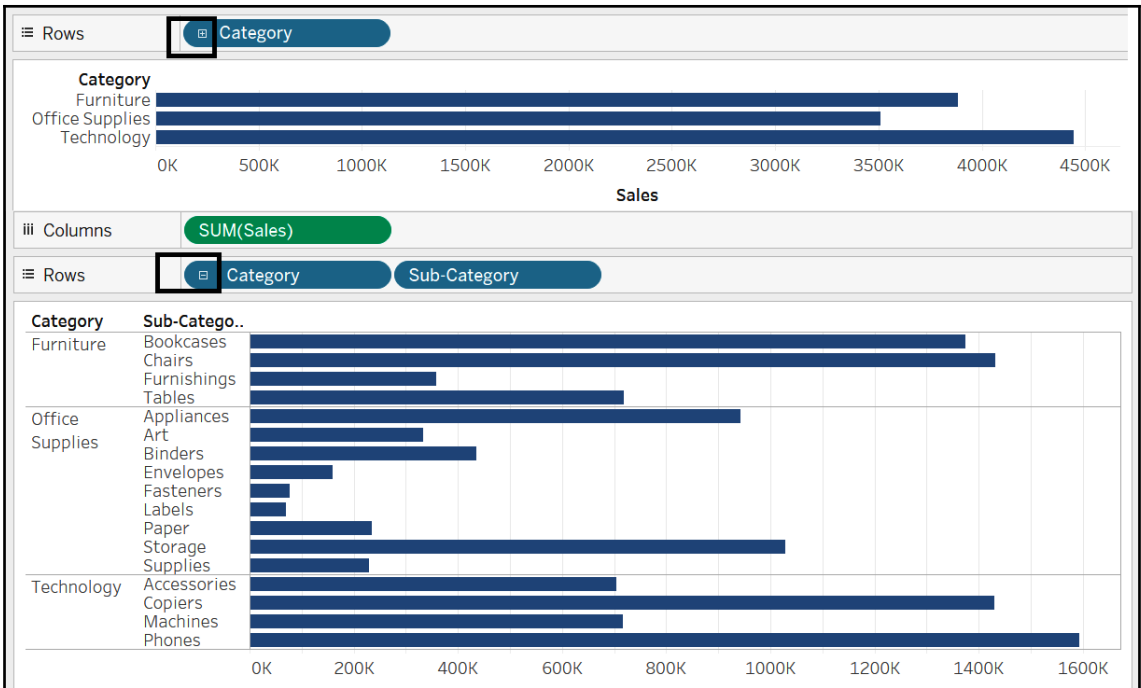 Rows
Category
Category
Furniture
Office Supplies
Technology
0K 500K 1000K 1500K 2000K 2500K 3000K 3500K 4000K 4500K
Sales
Columns
SUM(Sales)
Rows
Category Sub-Category
Category Sub-Catego..
Furniture Bookcases
Chairs
Furnishings
Tables
Office Appliances
Supplies Art
Binders
Envelopes
Fasteners
Labels
Paper
Storage
Supplies
Technology Accessories
Copiers
Machines
Phones
0K 200K 400K 600K 800K 1000K 1200K 1400K 1600K